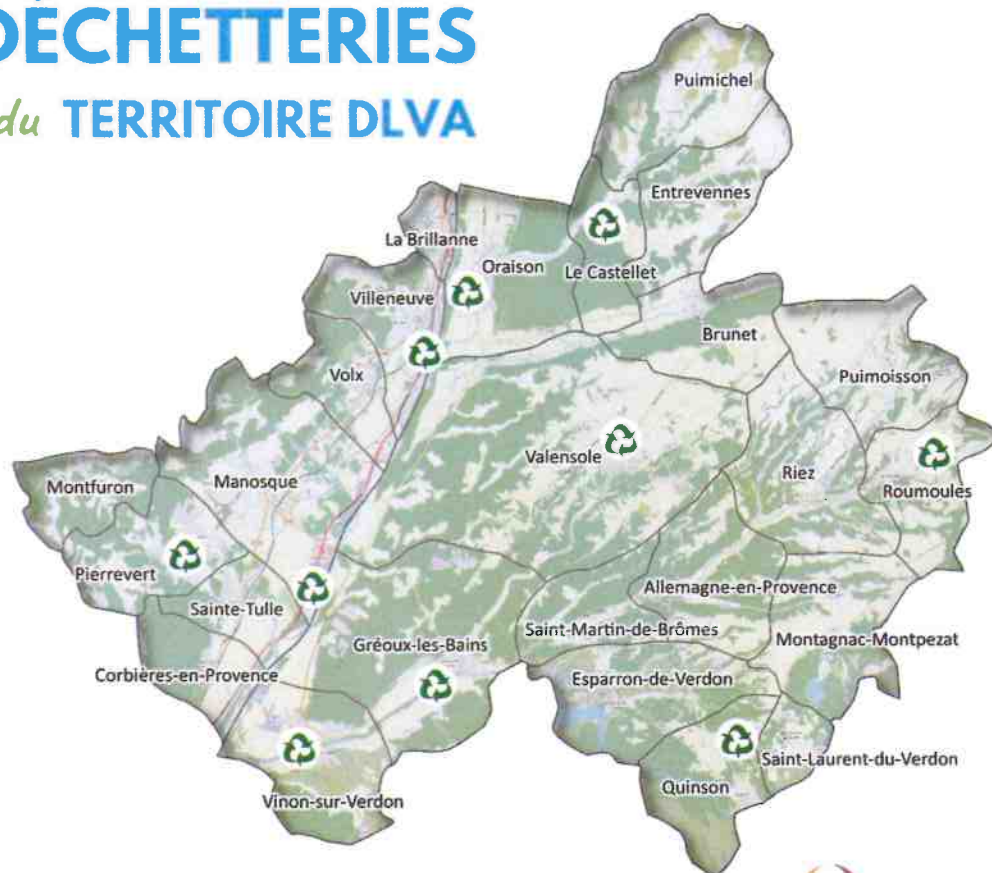 DÉCHETTERIES
du TERRITOIRE DLVA
Puimichel
Entrevennes
La Brillanne
Oraison
Le Castellet
Villeneuve
Brunet
Volx
Puimoisson
Valensole
Manosque
Riez
Montfuron
Roumoules
Pierrevert
Allemagne-en-Provence
Sainte-Tulle
Saint-Martin-de-Brômes
Gréoux-les-Bains
Montagnac-Montpezat
Corbières-en-Provence
Esparron-de-Verdon
Saint-Laurent-du-Verdon
Quinson
Vinon-sur-Verdon